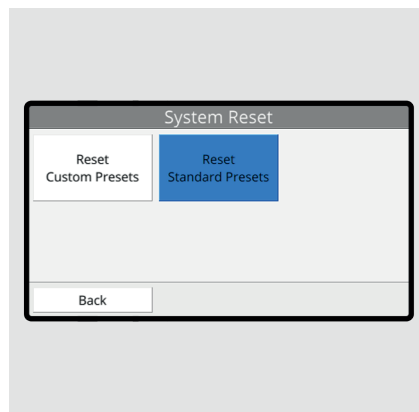 System Reset
Reset
Custom Presets
Reset
Standard Presets
Back